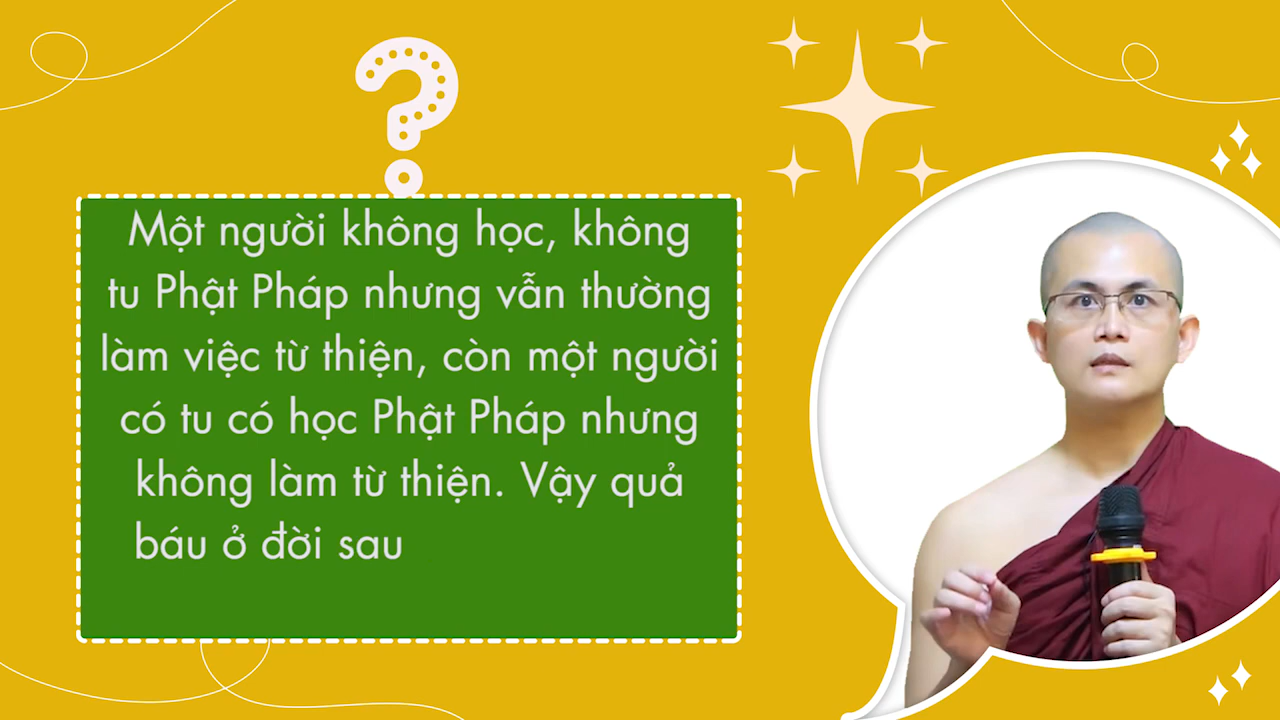 Một người không học, không
tu Phật Pháp nhưng vẫn thường
làm việc từ thiện, còn một người
có tu có học Phật Pháp nhưng
không làm từ thiện. Vậy quả
báu ở đời sau